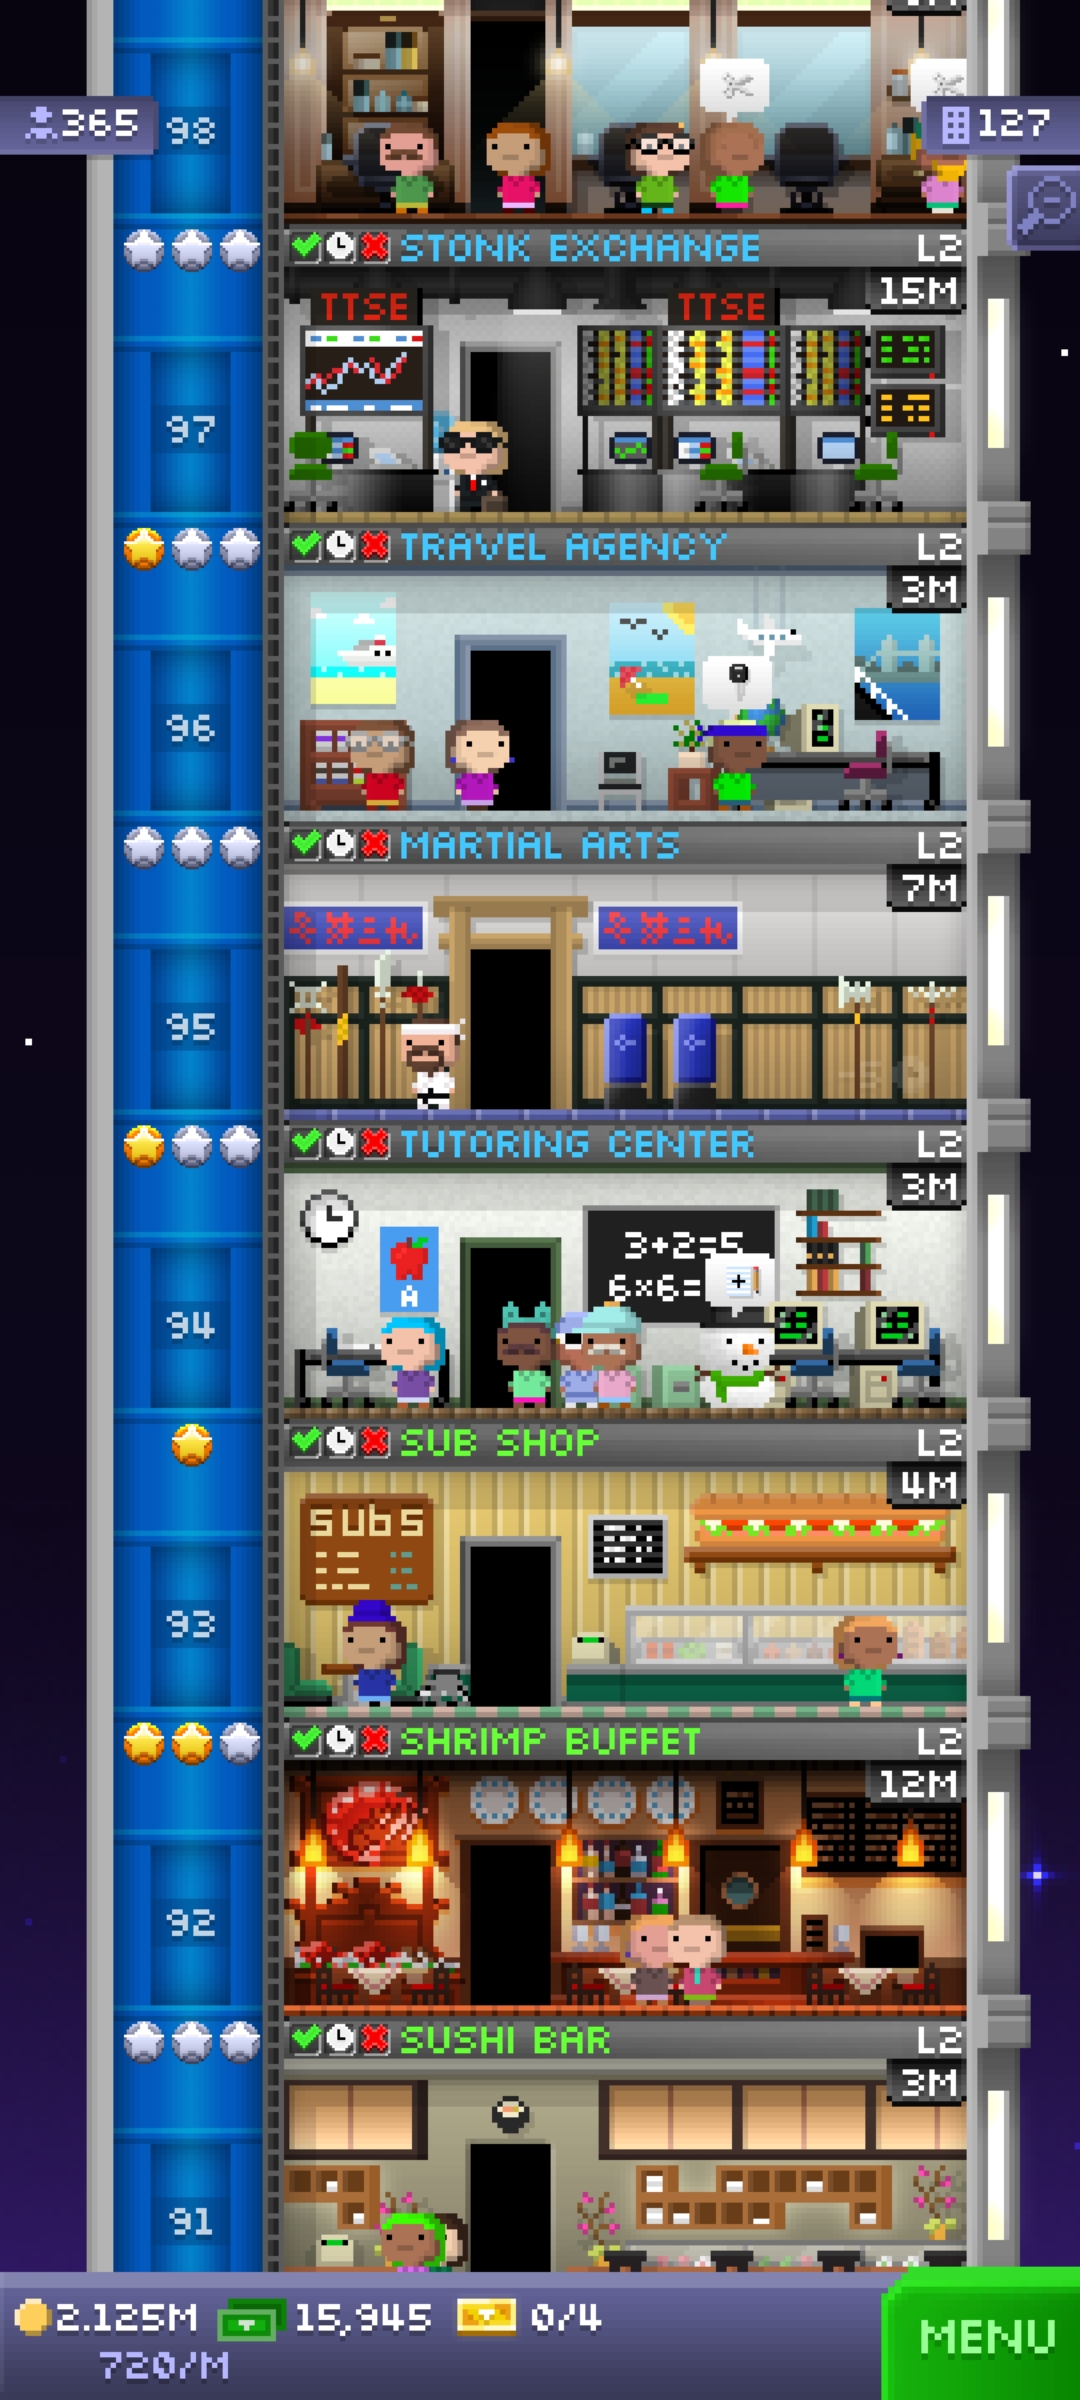 365
98
127
STONK EXCHANGE L2
15M
TTSE TTSE
97
TRAVEL AGENCY L2
3M
96
MARTIAL ARTS L2
7M
95
TUTORING CENTER L2
3M
3+2=5
6×6=
A
94
SUB SHOP L2
4M
SUBS
93
SHRIMP BUFFET L2
12M
92
SUSHI BAR L2
3M
91
2.125M 15,945 0/4
720/M
MENU